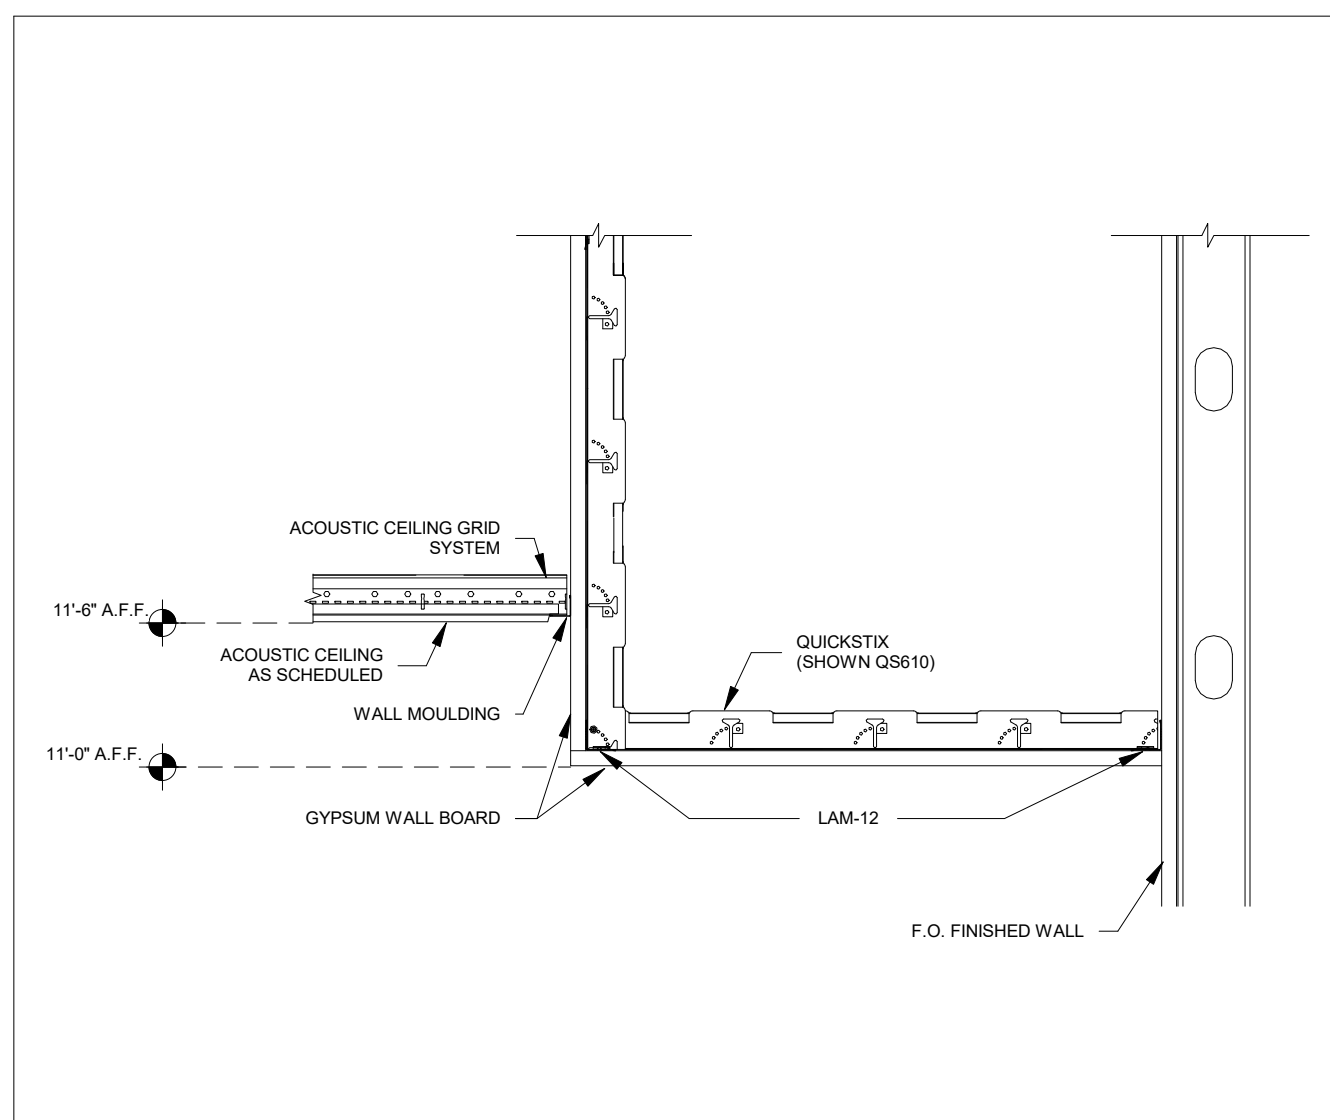 ACOUSTIC CEILING GRID
SYSTEM
11'-6" A.F.F.
ACOUSTIC CEILING
AS SCHEDULED
QUICKSTIX
(SHOWN QS610)
WALL MOULDING
11'-0" A.F.F.
GYPSUM WALL BOARD
LAM-12
F.O. FINISHED WALL